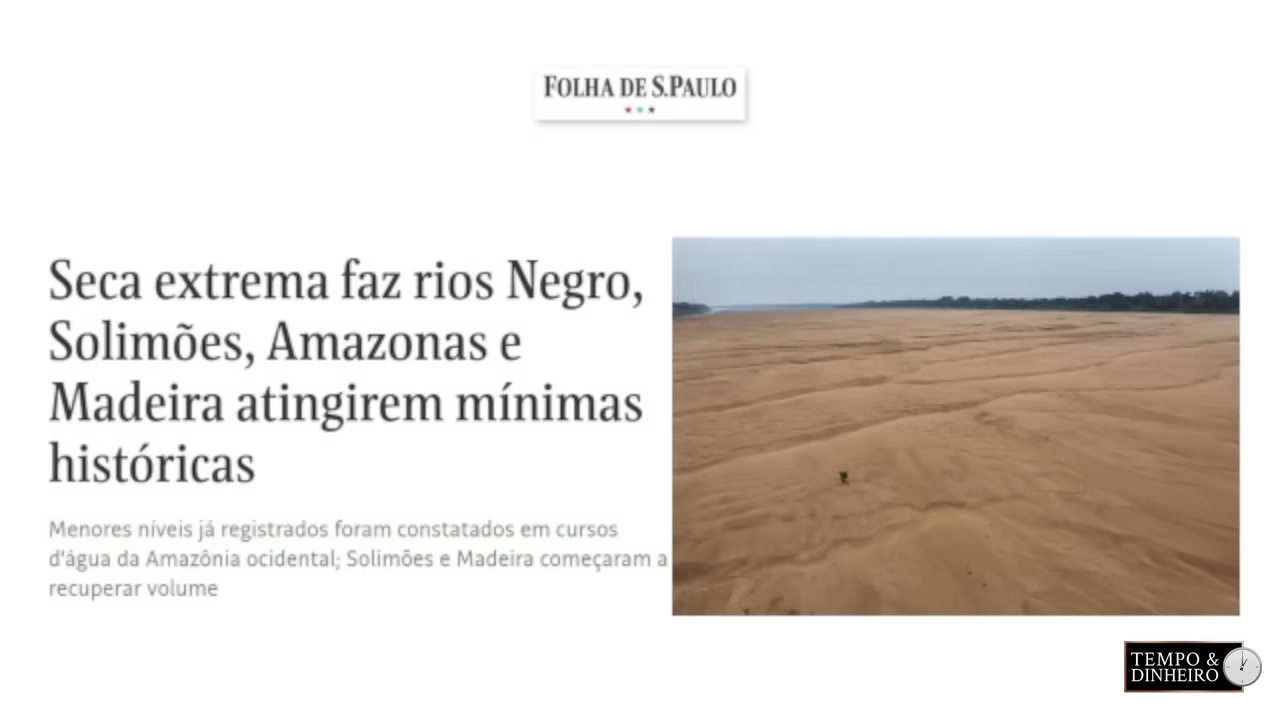 FOLHA DE S.PAULO
Seca extrema faz rios Negro,
Solimões, Amazonas e
Madeira atingirem mínimas
históricas
Menores níveis já registrados foram constatados em cursos
d'água da Amazônia ocidental; Solimões e Madeira começaram a
recuperar volume
TEMPO &
DINHEIRO